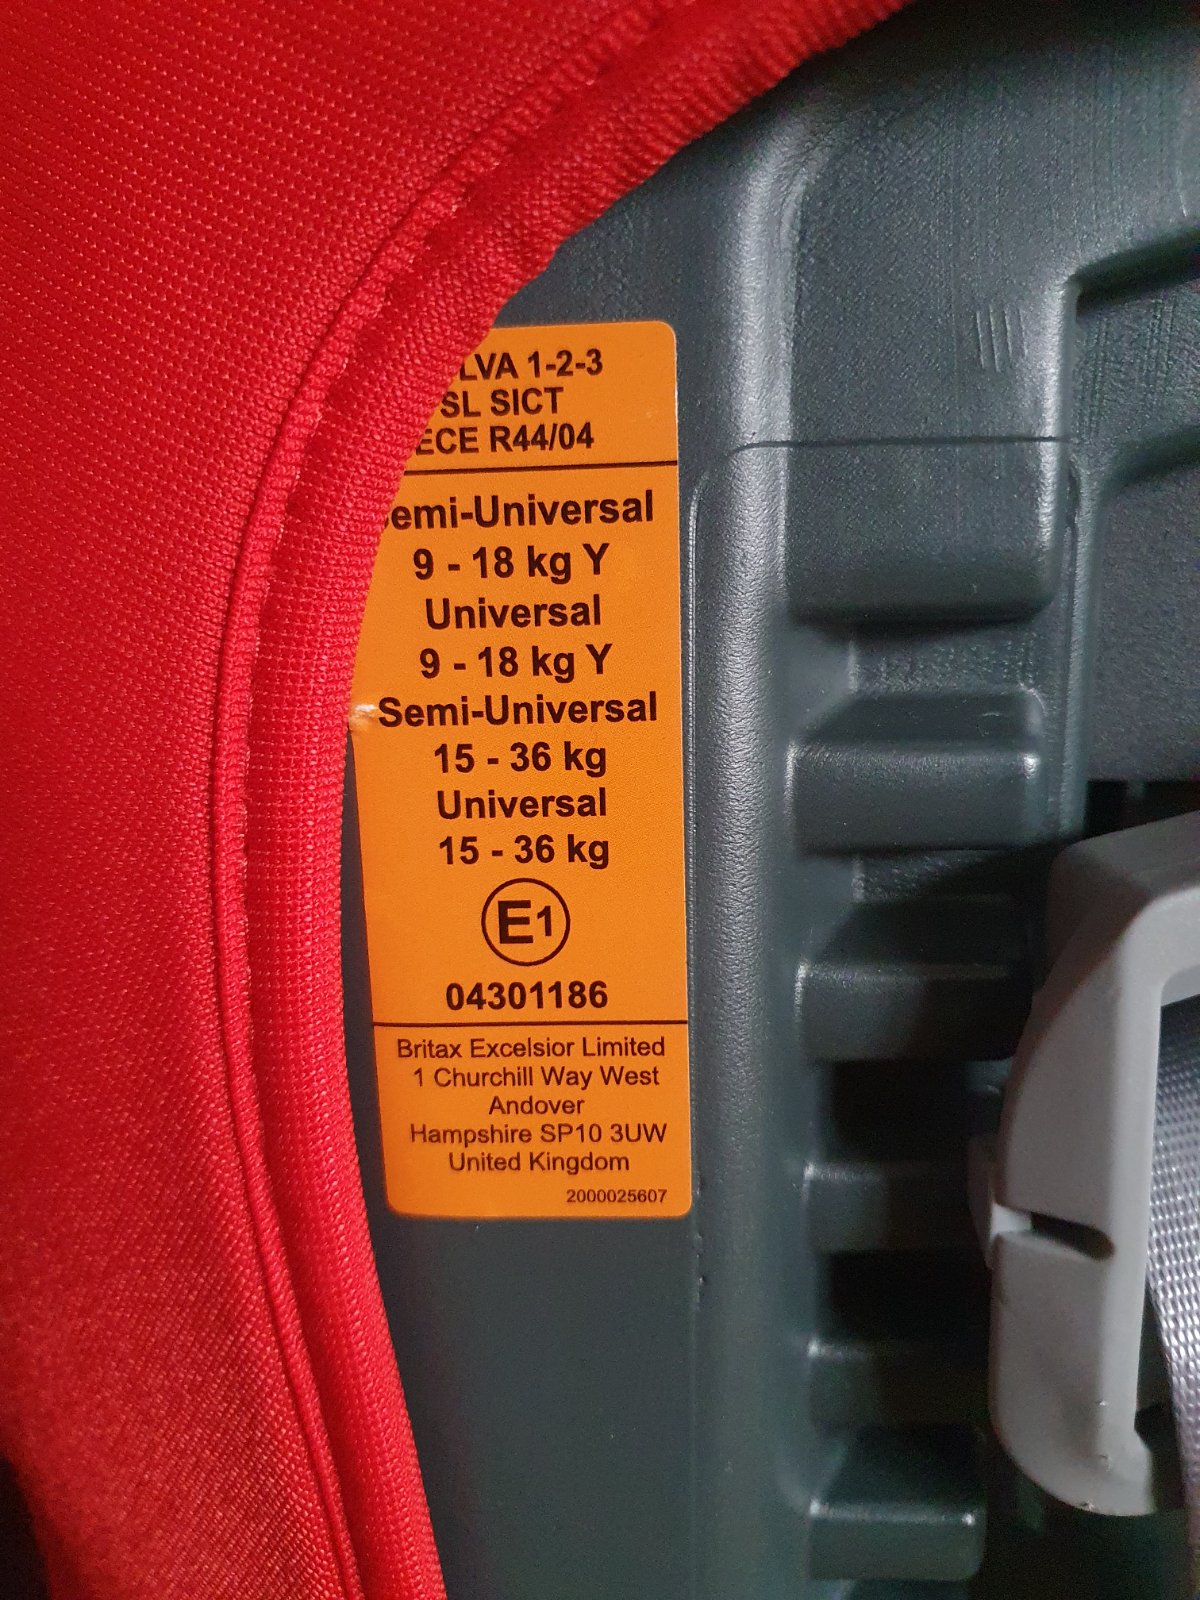 LVA 1-2-3
SL SICT
ECE R44/04
emi-Universal
9 - 18 kg Y
Universal
9 - 18 kg Y
Semi-Universal
15 - 36 kg
Universal
15 - 36 kg
E1
04301186
Britax Excelsior Limited
1 Churchill Way West
Andover
Hampshire SP10 3UW
United Kingdom
2000025607